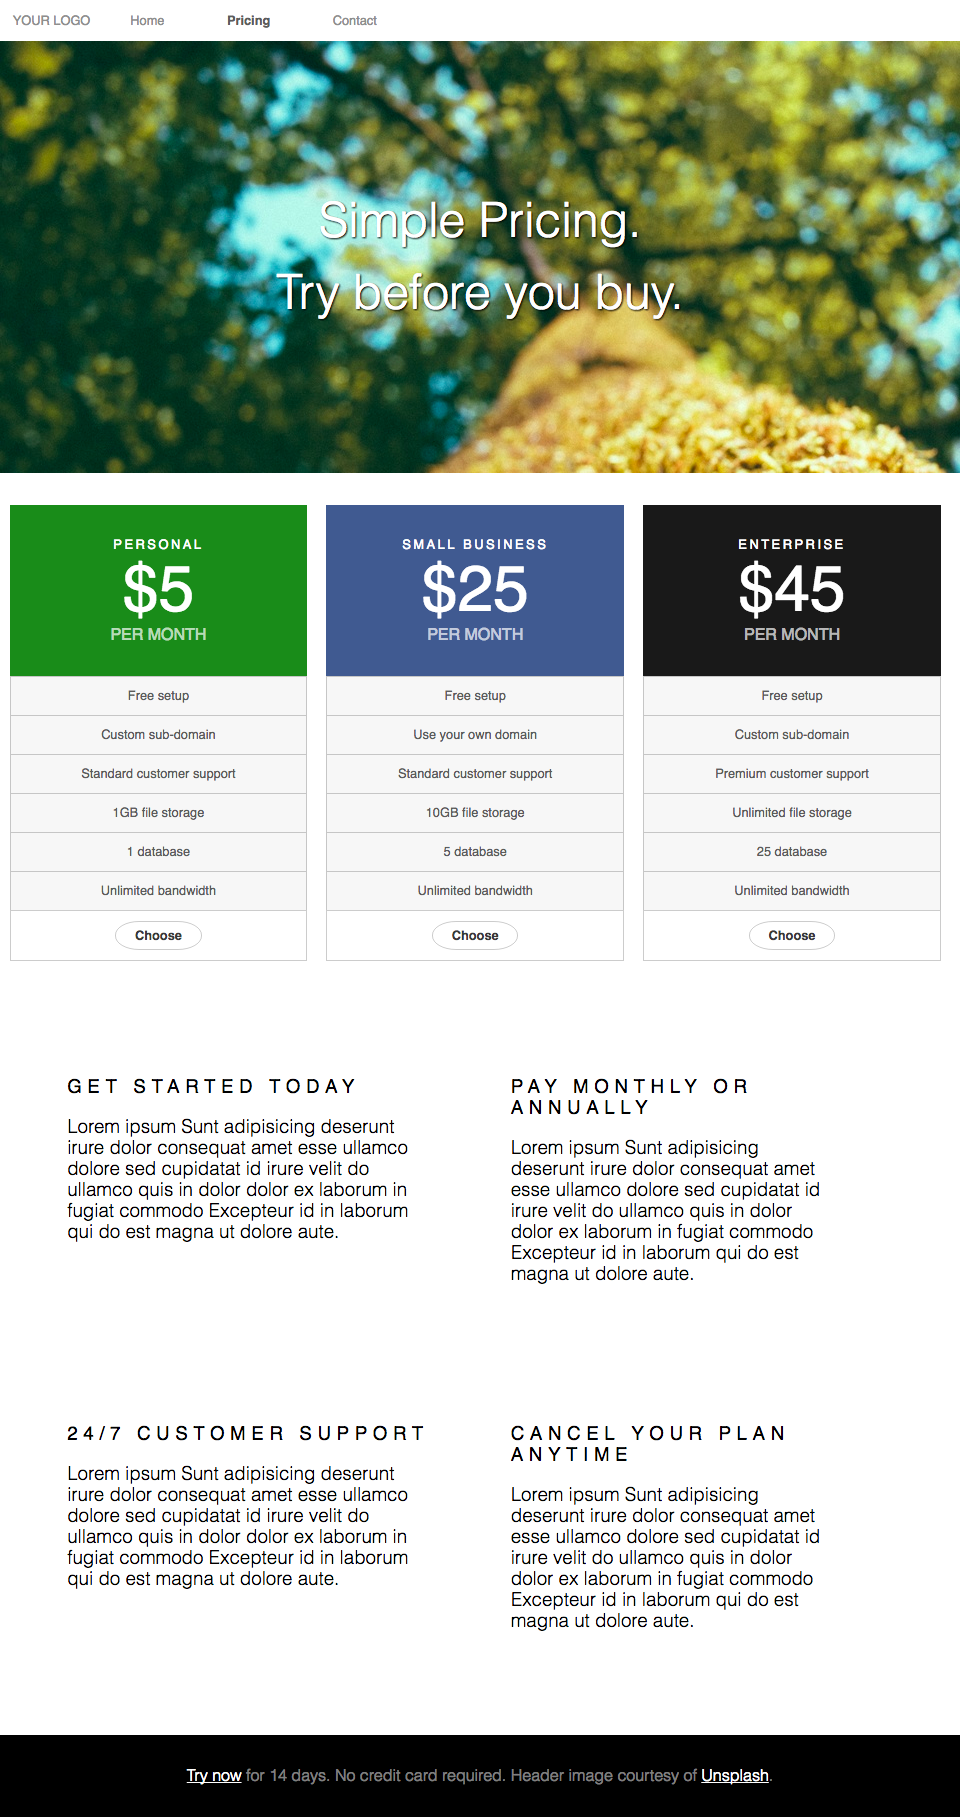 YOUR LOGO Home Pricing Contact
Simple Pricing.
Try before you buy.
PERSONAL
$5
PER MONTH
Free setup
Custom sub-domain
Standard customer support
1GB file storage
1 database
Unlimited bandwidth
Choose
SMALL BUSINESS
$25
PER MONTH
Free setup
Use your own domain
Standard customer support
10GB file storage
5 database
Unlimited bandwidth
Choose
ENTERPRISE
$45
PER MONTH
Free setup
Custom sub-domain
Premium customer support
Unlimited file storage
25 database
Unlimited bandwidth
Choose
GET STARTED TODAY
Lorem ipsum Sunt adipisicing deserunt
irure dolor consequat amet esse ullamco
dolore sed cupidatat id irure velit do
ullamco quis in dolor dolor ex laborum in
fugiat commodo Excepteur id in laborum
qui do est magna ut dolore aute.
PAY MONTHLY OR
ANNUALLY
Lorem ipsum Sunt adipisicing
deserunt irure dolor consequat amet
esse ullamco dolore sed cupidatat id
irure velit do ullamco quis in dolor
dolor ex laborum in fugiat commodo
Excepteur id in laborum qui do est
magna ut dolore aute.
24/7 CUSTOMER SUPPORT
Lorem ipsum Sunt adipisicing deserunt
irure dolor consequat amet esse ullamco
dolore sed cupidatat id irure velit do
ullamco quis in dolor dolor ex laborum in
fugiat commodo Excepteur id in laborum
qui do est magna ut dolore aute.
CANCEL YOUR PLAN
ANYTIME
Lorem ipsum Sunt adipisicing
deserunt irure dolor consequat amet
esse ullamco dolore sed cupidatat id
irure velit do ullamco quis in dolor
dolor ex laborum in fugiat commodo
Excepteur id in laborum qui do est
magna ut dolore aute.
Try now for 14 days. No credit card required. Header image courtesy of Unsplash.